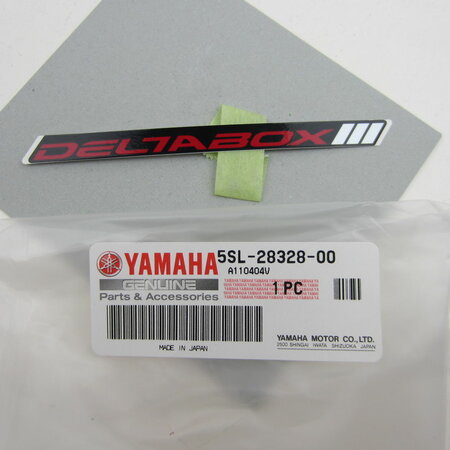 DELTABOX III
YAMAHA
GENUINE
Parts & Accessories
5SL-28328-00
A110404V
1 PC
MADE IN JAPAN
YAMAHA MOTOR CO.,LTD.
2500 SHINGAI IWATA SHIZUOKA JAPAN